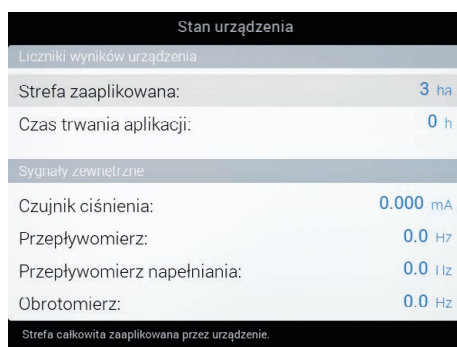 Stan urządzenia
Liczniki wyników urządzenia
Strefa zaaplikowana: 3 ha
Czas trwania aplikacji: 0 h
Sygnały zewnętrzne
Czujnik ciśnienia: 0.000 mA
Przepływomierz: 0.0 Hz
Przepływomierz napełniania: 0.0 Hz
Obrotomierz: 0.0 Hz
Strefa całkowita zaaplikowana przez urządzenie.